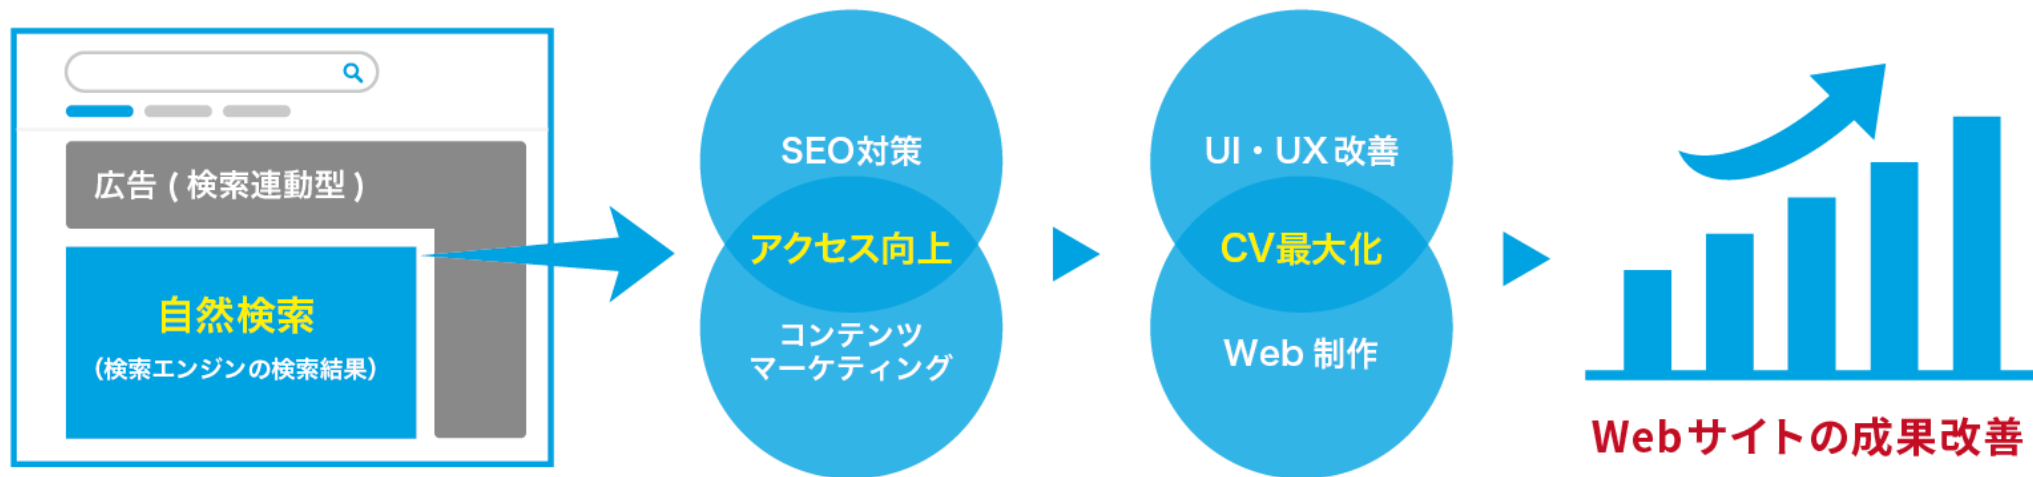 広告 ( 検索連動型 )
自然検索
(検索エンジンの検索結果)
SEO対策
アクセス向上
コンテンツ
マーケティング
UI・UX 改善
CV最大化
Web 制作
Webサイトの成果改善